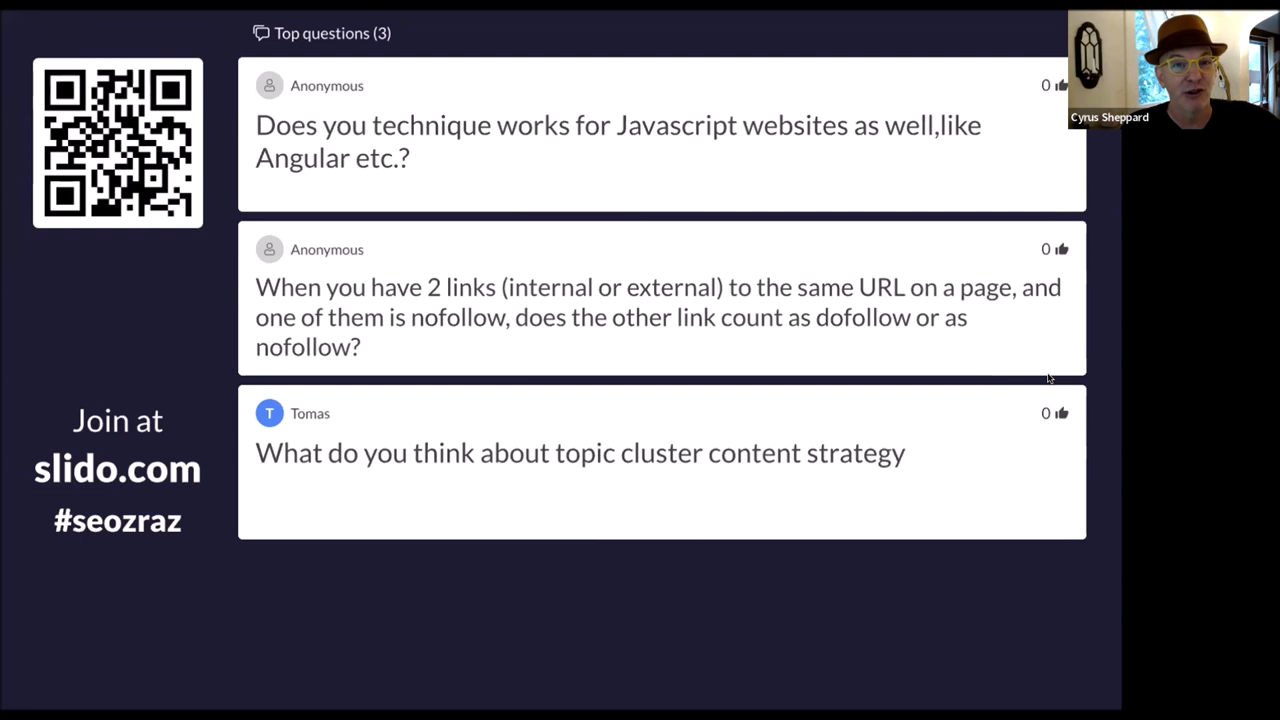 Top questions (3)
Anonymous
0
Does you technique works for Javascript websites as well,like
Angular etc.?
Anonymous
0
When you have 2 links (internal or external) to the same URL on a page, and
one of them is nofollow, does the other link count as dofollow or as
nofollow?
T
Tomas
0
What do you think about topic cluster content strategy
Join at
slido.com
#seozraz
Cyrus Sheppard